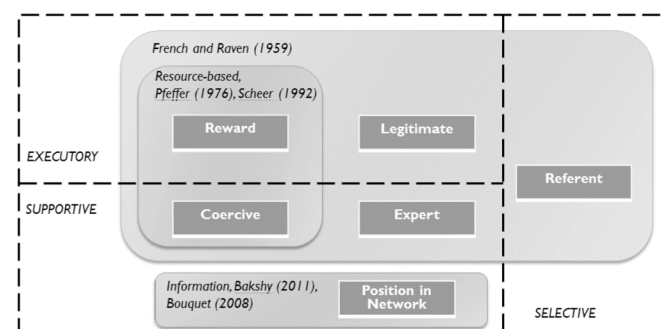 French and Raven (1959)
Resource-based,
Pfeffer (1976), Scheer (1992)
Reward
Legitimate
EXECUTORY
Referent
SUPPORTIVE
Coercive
Expert
Information, Bakshy (2011),
Bouquet (2008)
Position in
Network
SELECTIVE